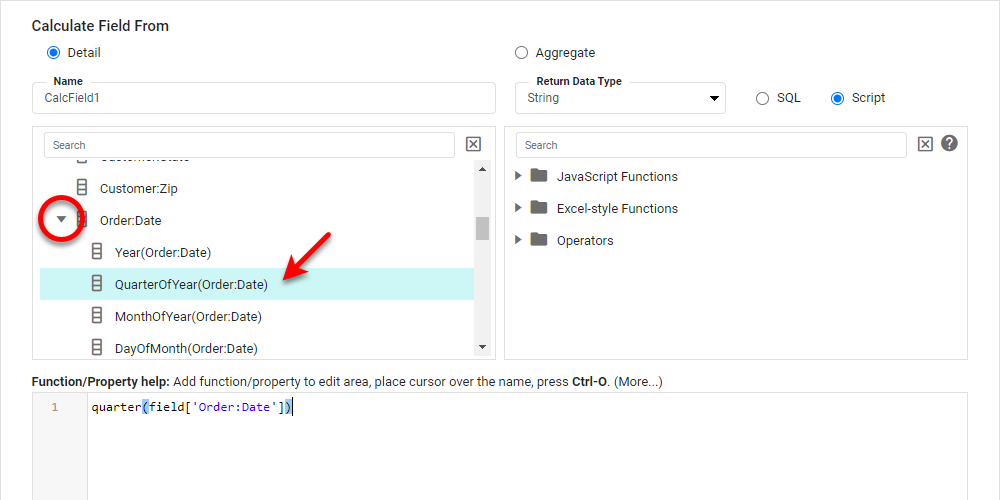 Calculate Field From
Detail
Aggregate
Name
CalcField1
Return Data Type
String
SQL
Script
Search
Customer:Zip
Order:Date
Year(Order:Date)
QuarterOfYear(Order:Date)
MonthOfYear(Order:Date)
DayOfMonth(Order:Date)
Search
JavaScript Functions
Excel-style Functions
Operators
Function/Property help: Add function/property to edit area, place cursor over the name, press Ctrl-O. (More...)
1 quarter(field['Order:Date'])